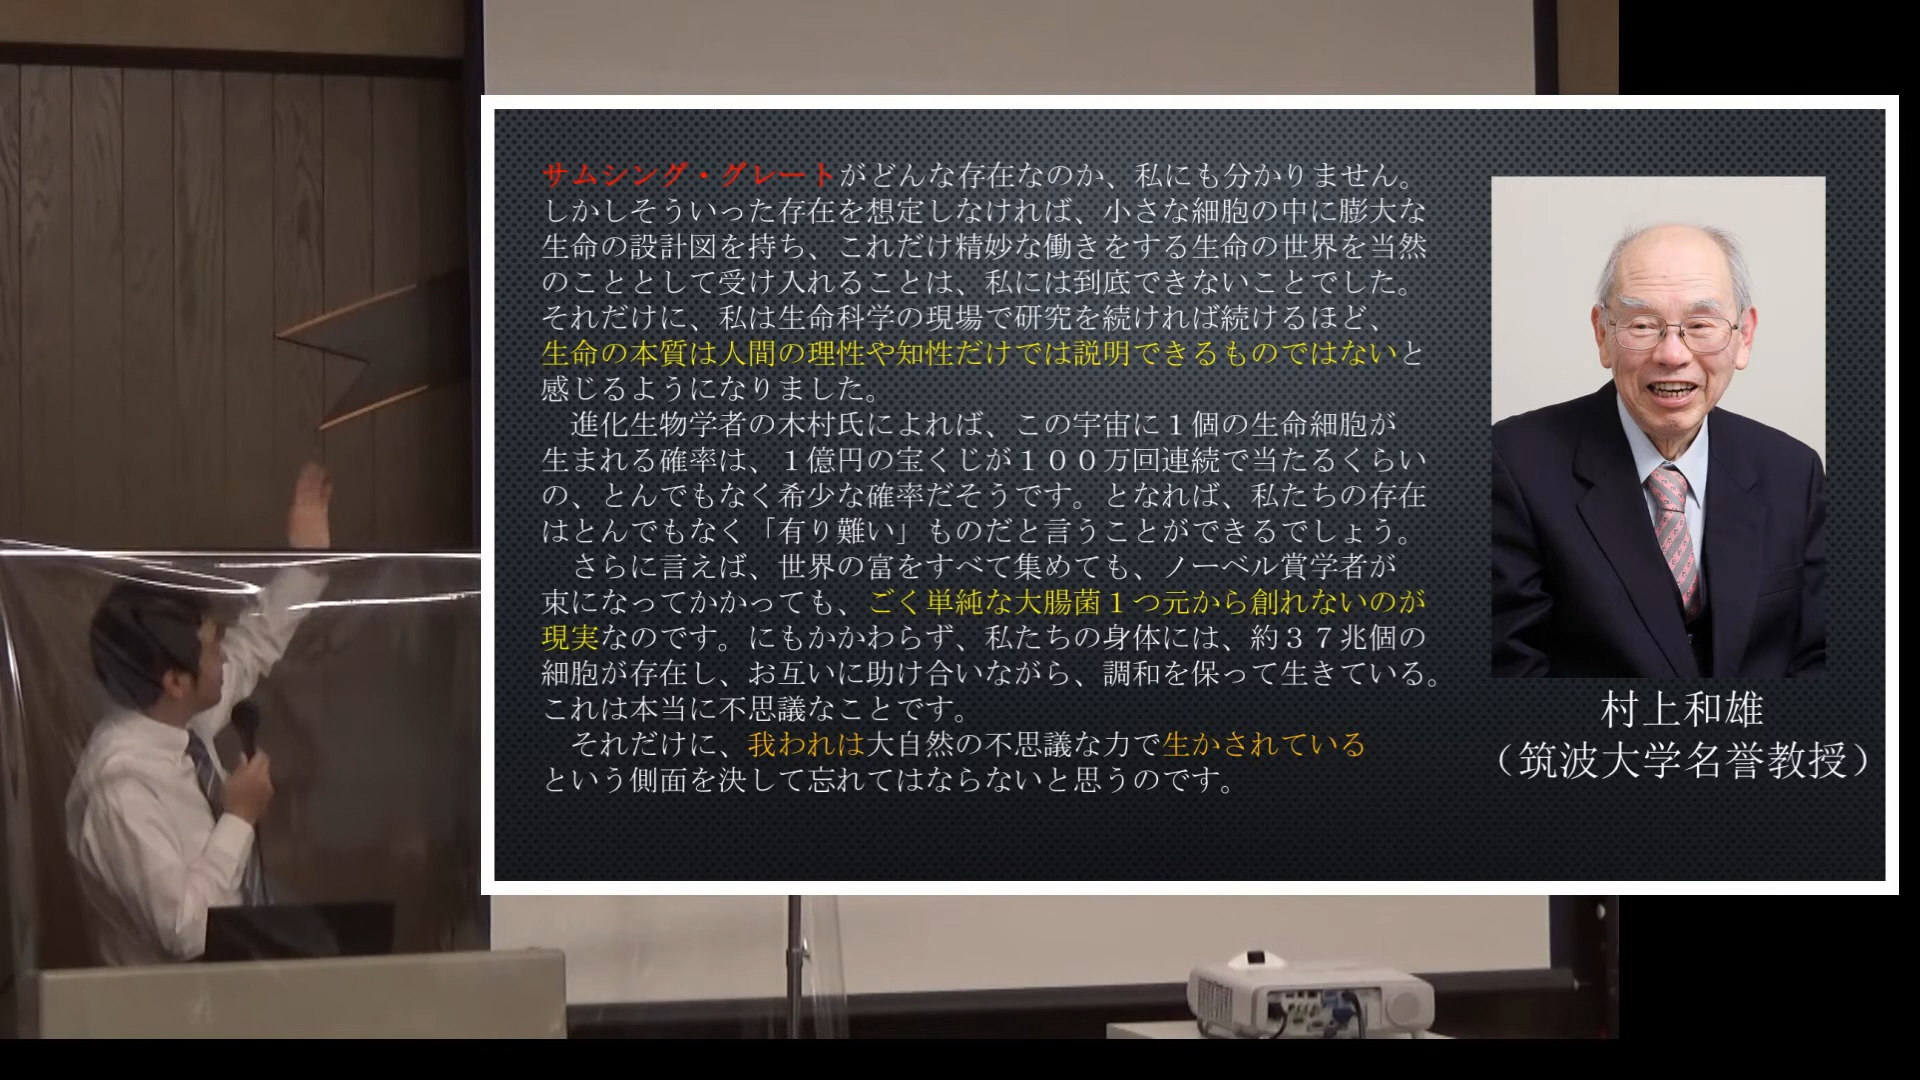 サムシング・グレートがどんな存在なのか、私にも分かりません。
しかしそういった存在を想定しなければ、小さな細胞の中に膨大な
生命の設計図を持ち、これだけ精妙な働きをする生命の世界を当然
のこととして受け入れることは、私には到底できないことでした。
それだけに、私は生命科学の現場で研究を続ければ続けるほど、
生命の本質は人間の理性や知性だけでは説明できるものではないと
感じるようになりました。
　進化生物学者の木村氏によれば、この宇宙に１個の生命細胞が
生まれる確率は、１億円の宝くじが１００万回連続で当たるくらい
の、とんでもなく希少な確率だそうです。となれば、私たちの存在
はとんでもなく「有り難い」ものだと言うことができるでしょう。
　さらに言えば、世界の富をすべて集めても、ノーベル賞学者が
束になってかかっても、ごく単純な大腸菌１つ元から創れないのが
現実なのです。にもかかわらず、私たちの身体には、約３７兆個の
細胞が存在し、お互いに助け合いながら、調和を保って生きている。
これは本当に不思議なことです。
　それだけに、我われは大自然の不思議な力で生かされている
という側面を決して忘れてはならないと思うのです。
村上和雄
（筑波大学名誉教授）